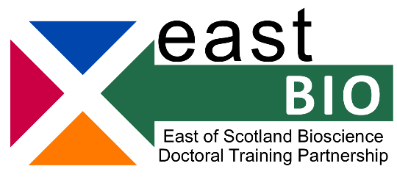 east
BIO
East of Scotland Bioscience
Doctoral Training Partnership